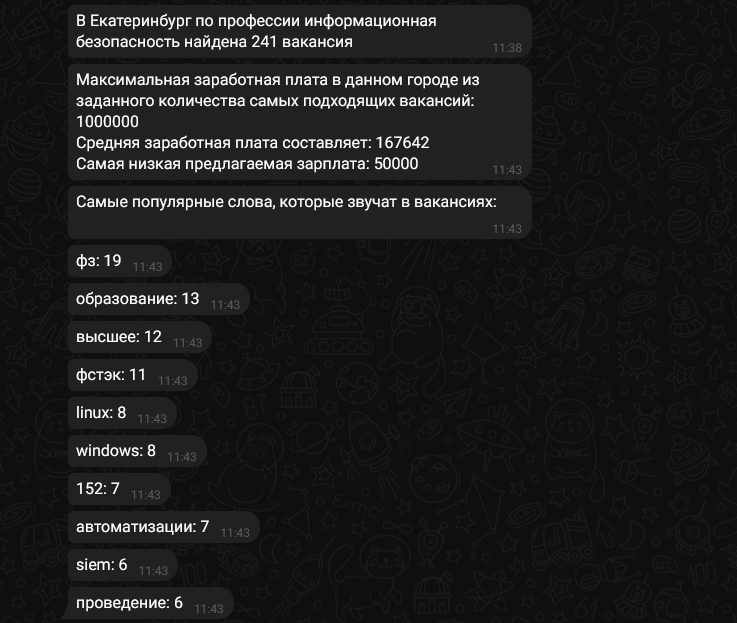 В Екатеринбург по профессии информационная
безопасность найдена 241 вакансия
11:38
Максимальная заработная плата в данном городе из
заданного количества самых подходящих вакансий:
1000000
Средняя заработная плата составляет: 167642
Самая низкая предлагаемая зарплата: 50000
11:43
Самые популярные слова, которые звучат в вакансиях:
11:43
фз: 19 11:43
образование: 13 11:43
высшее: 12 11:43
фстэк: 11 11:43
linux: 8 11:43
windows: 8 11:43
152: 7 11:43
автоматизации: 7 11:43
siem: 6 11:43
проведение: 6 11:43